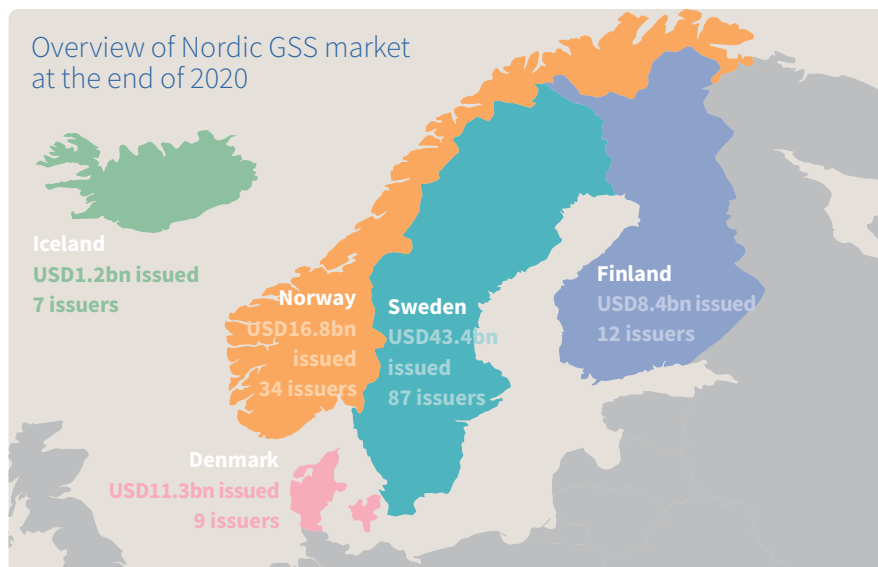 Overview of Nordic GSS market
at the end of 2020
Iceland
USD1.2bn issued
7 issuers
Norway
USD16.8bn
issued
34 issuers
Sweden
USD43.4bn
issued
87 issuers
Finland
USD8.4bn issued
12 issuers
Denmark
USD11.3bn issued
9 issuers